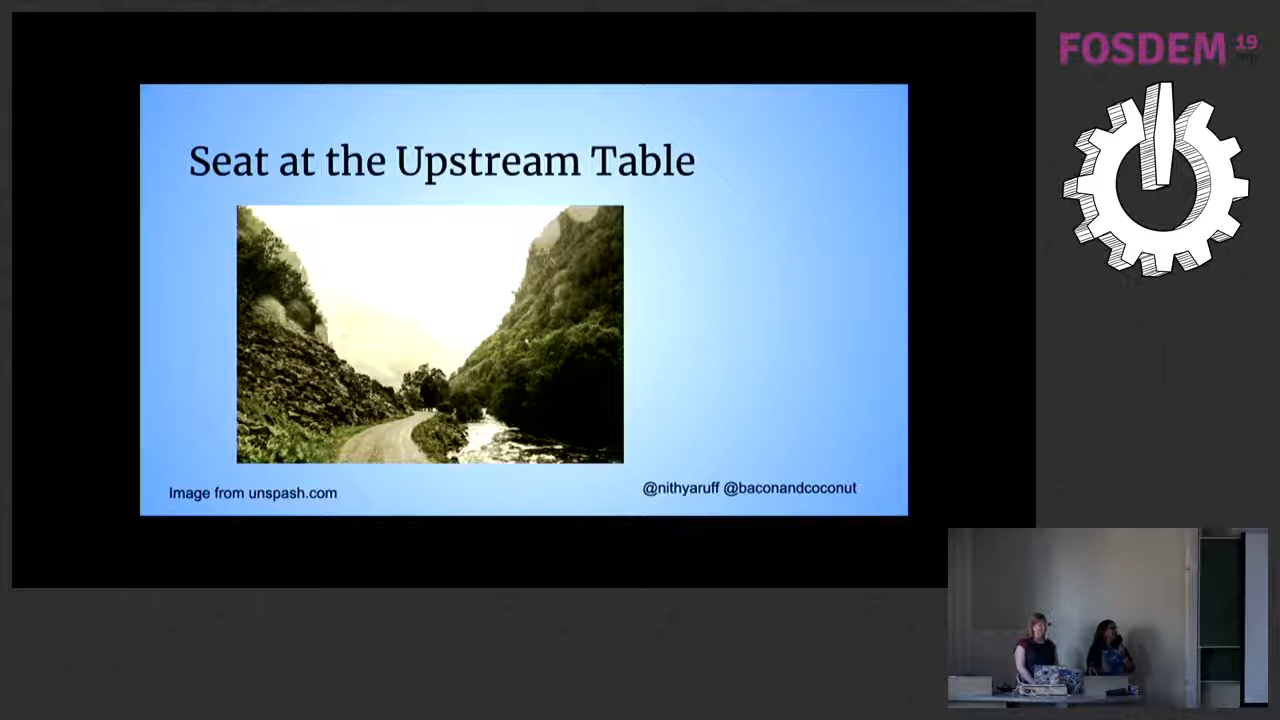 FOSDEM 19
Seat at the Upstream Table
Image from unspash.com
@nithyaruff @baconandcoconut